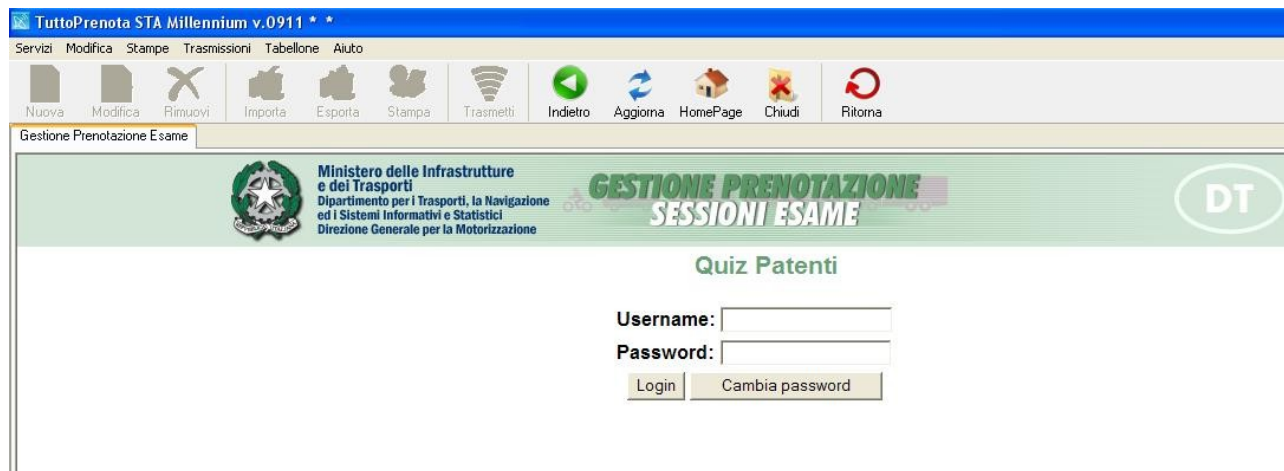 TuttoPrenota STA Millennium v.0911 * *
Servizi Modifica Stampe Trasmissioni Tabellone Aiuto
Nuova Modifica Rimuovi Importa Esporta Stampa Trasmetti Indietro Aggiorna HomePage Chiudi Ritorna
Gestione Prenotazione Esame
Ministero delle Infrastrutture
e dei Trasporti
Dipartimento per i Trasporti, la Navigazione
ed i Sistemi Informativi e Statistici
Direzione Generale per la Motorizzazione
GESTIONE PRENOTAZIONE
SESSIONI ESAME
DT
Quiz Patenti
Username:
Password:
Login Cambia password